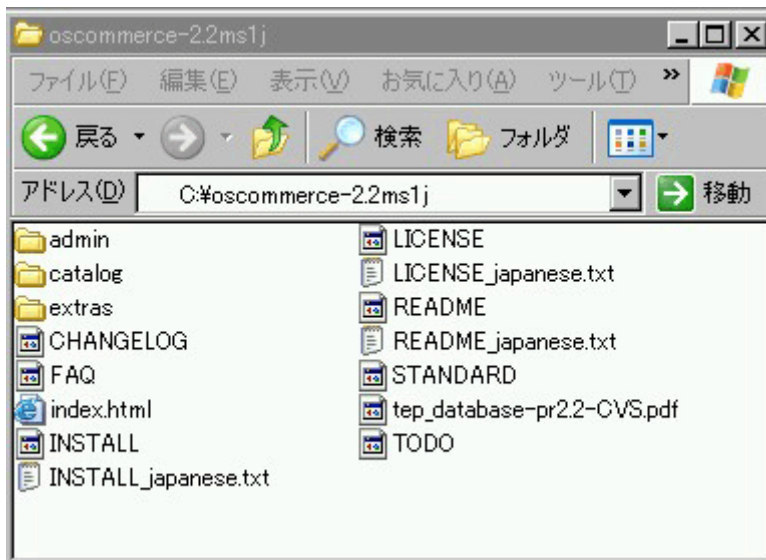 oscommerce-2.2ms1j
ファイル(F) 編集(E) 表示(V) お気に入り(A) ツール(T) »
戻る 検索 フォルダ
アドレス(D) C:¥oscommerce-2.2ms1j 移動
admin
catalog
extras
CHANGELOG
FAQ
index.html
INSTALL
INSTALL_japanese.txt
LICENSE
LICENSE_japanese.txt
README
README_japanese.txt
STANDARD
tep_database-pr2.2-CVS.pdf
TODO